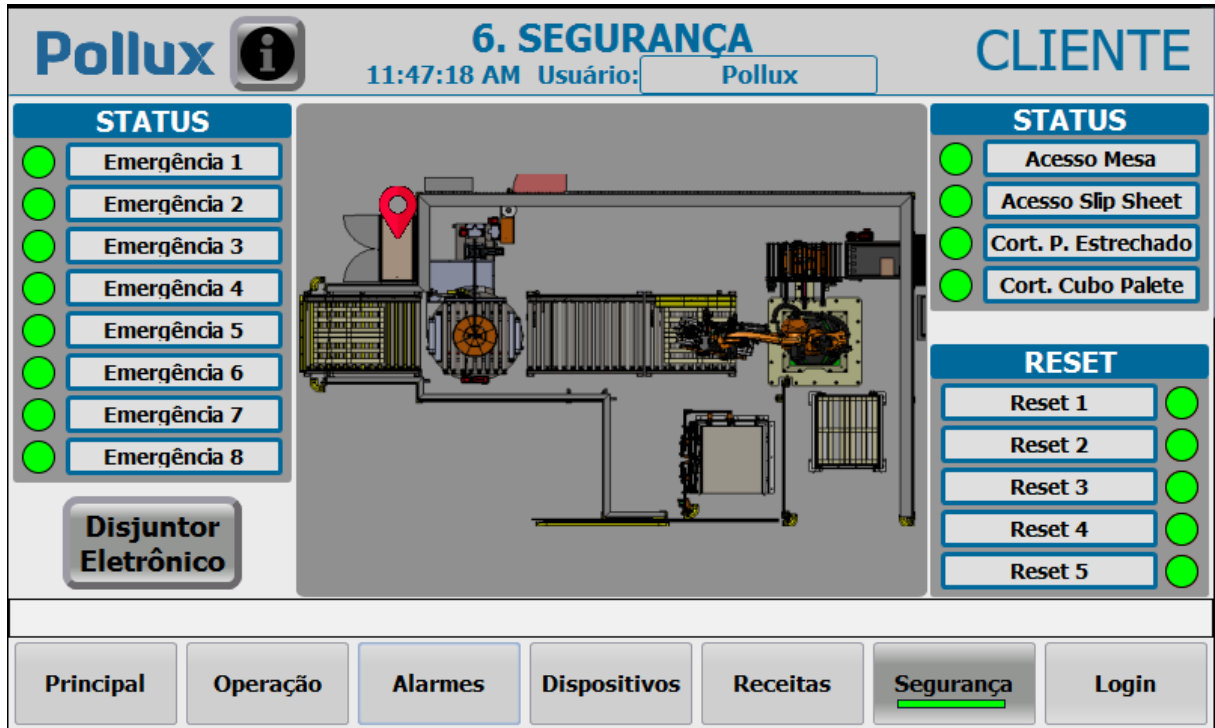 Pollux
i
6. SEGURANÇA
11:47:18 AM Usuário: Pollux
CLIENTE
STATUS
Emergência 1
Emergência 2
Emergência 3
Emergência 4
Emergência 5
Emergência 6
Emergência 7
Emergência 8
Disjuntor
Eletrônico
STATUS
Acesso Mesa
Acesso Slip Sheet
Cort. P. Estrechado
Cort. Cubo Palete
RESET
Reset 1
Reset 2
Reset 3
Reset 4
Reset 5
Principal
Operação
Alarmes
Dispositivos
Receitas
Segurança
Login